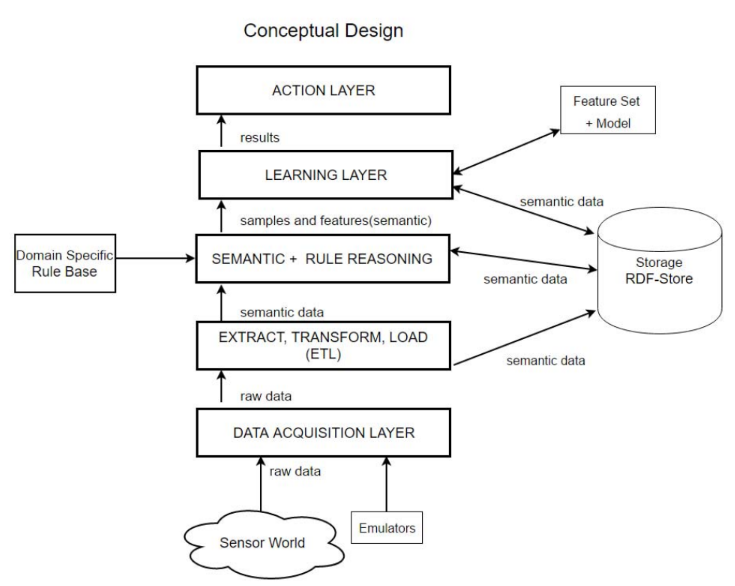 Conceptual Design
ACTION LAYER
Feature Set
+ Model
results
LEARNING LAYER
semantic data
samples and features(semantic)
Domain Specific
Rule Base
SEMANTIC + RULE REASONING
Storage
RDF-Store
semantic data
semantic data
EXTRACT, TRANSFORM, LOAD
(ETL)
semantic data
raw data
DATA ACQUISITION LAYER
raw data
Sensor World
Emulators